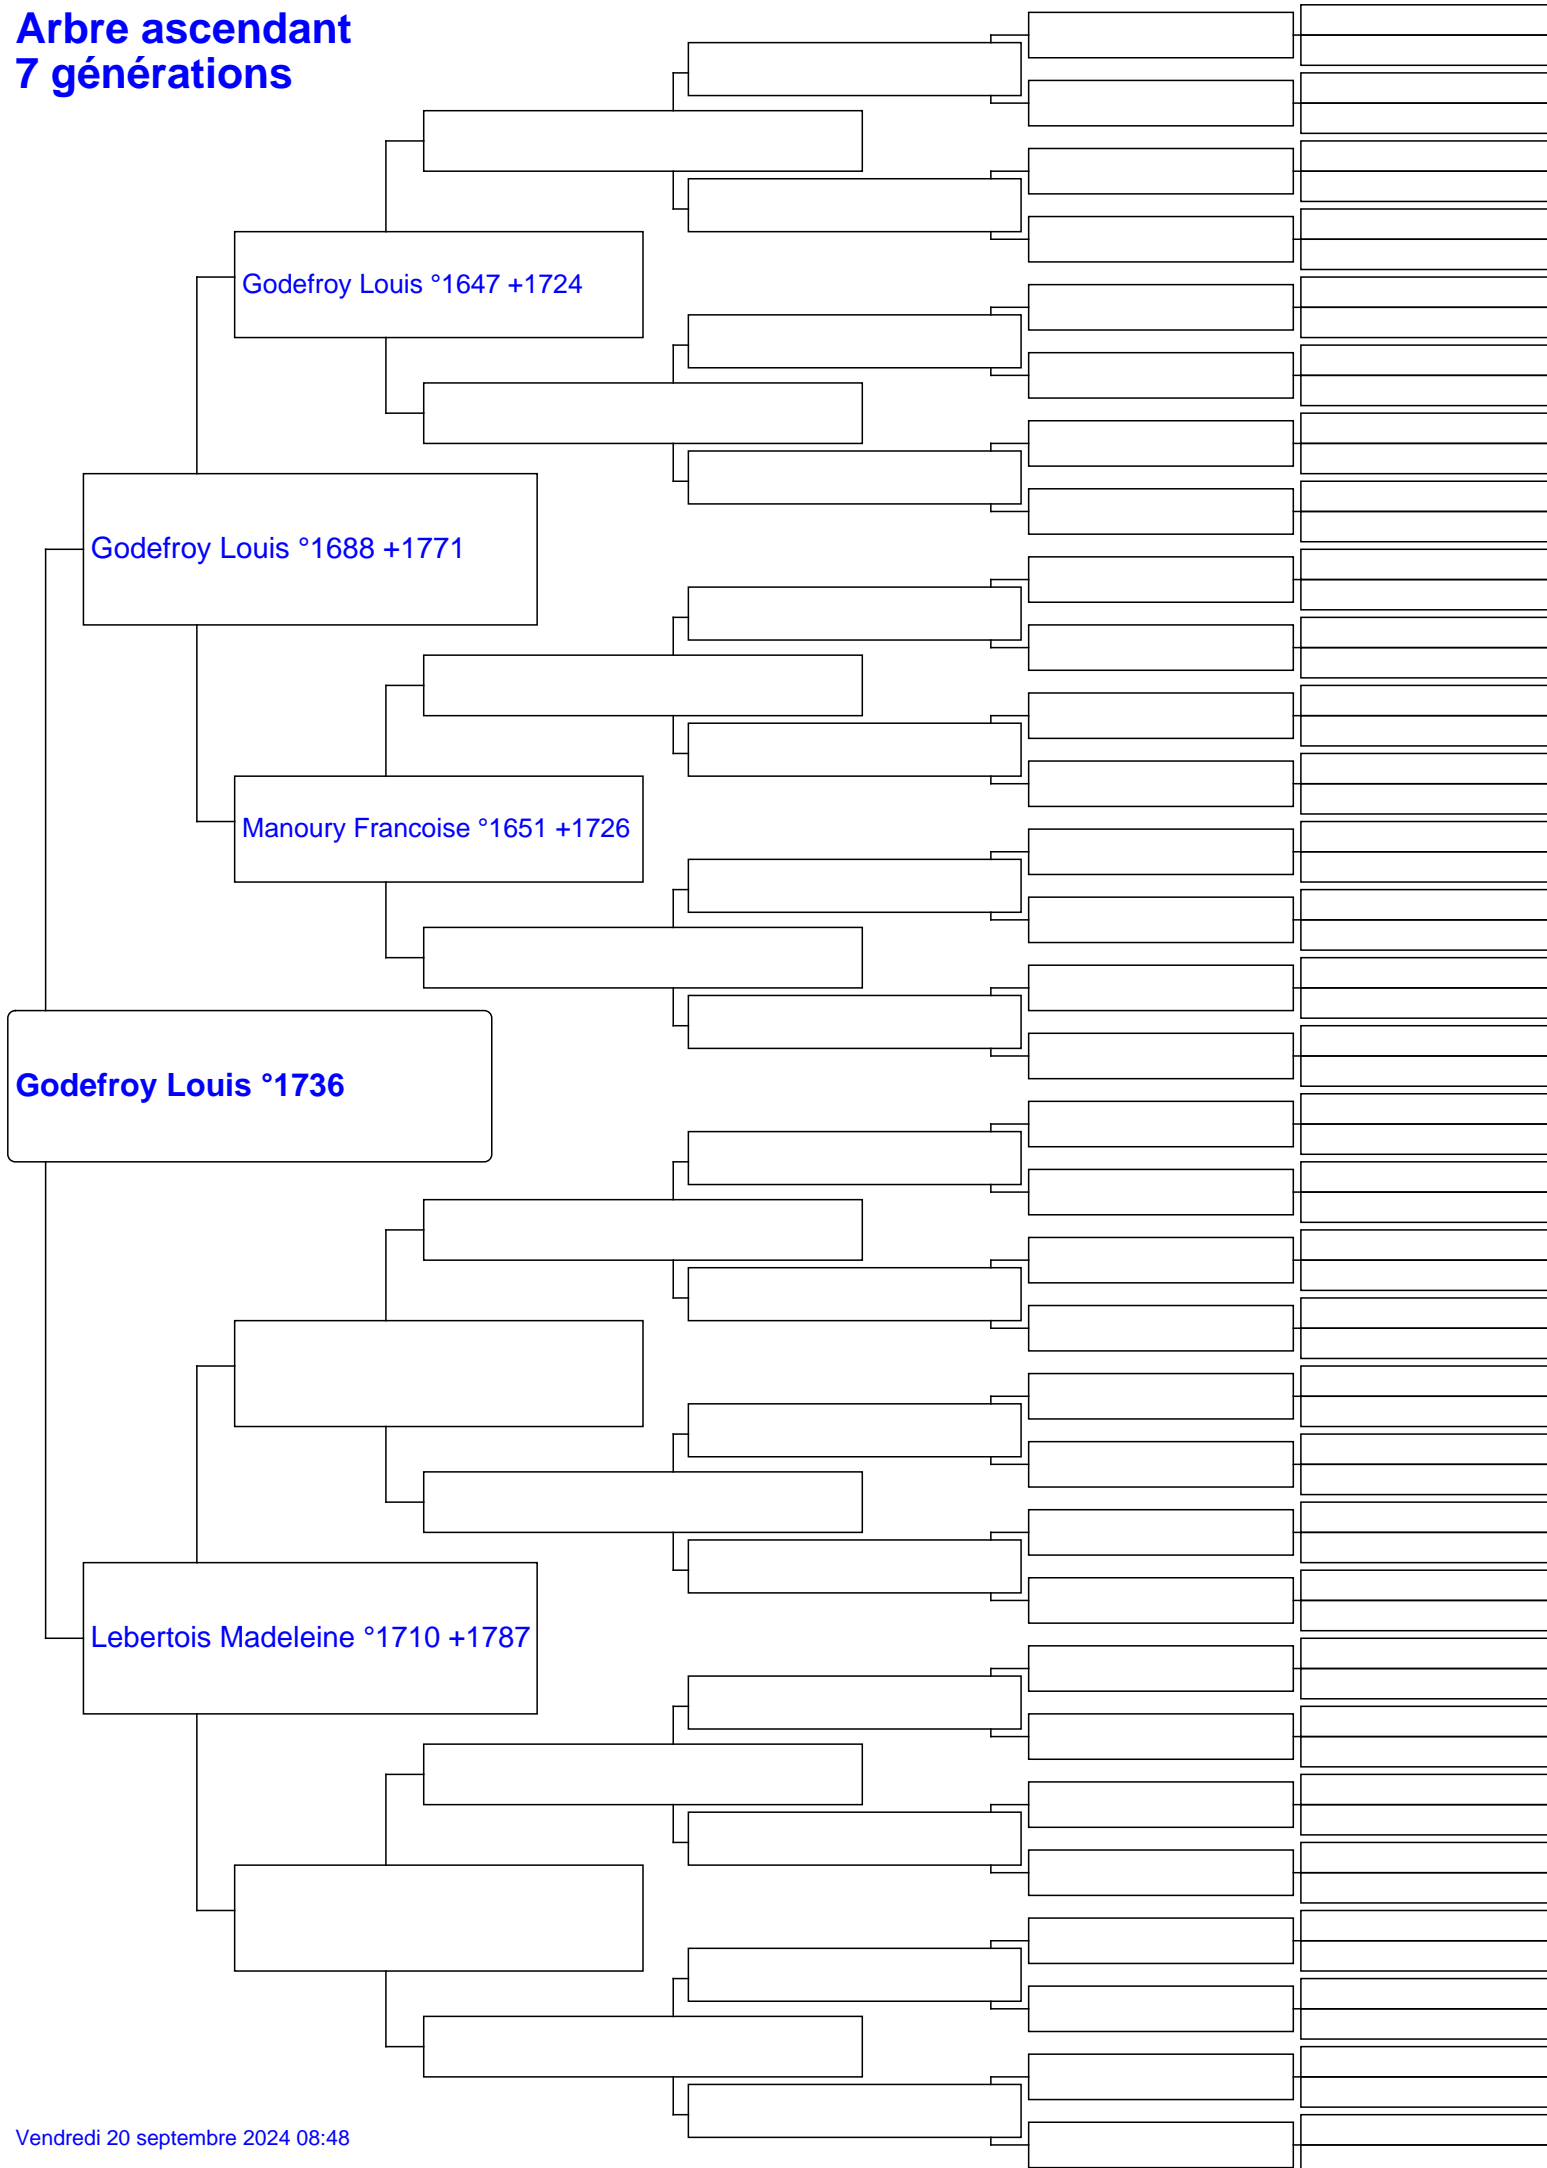 Arbre ascendant
7 générations
Godefroy Louis °1647 +1724
Godefroy Louis °1688 +1771
Manoury Francoise °1651 +1726
Godefroy Louis °1736
Lebertois Madeleine °1710 +1787
Vendredi 20 septembre 2024 08:48